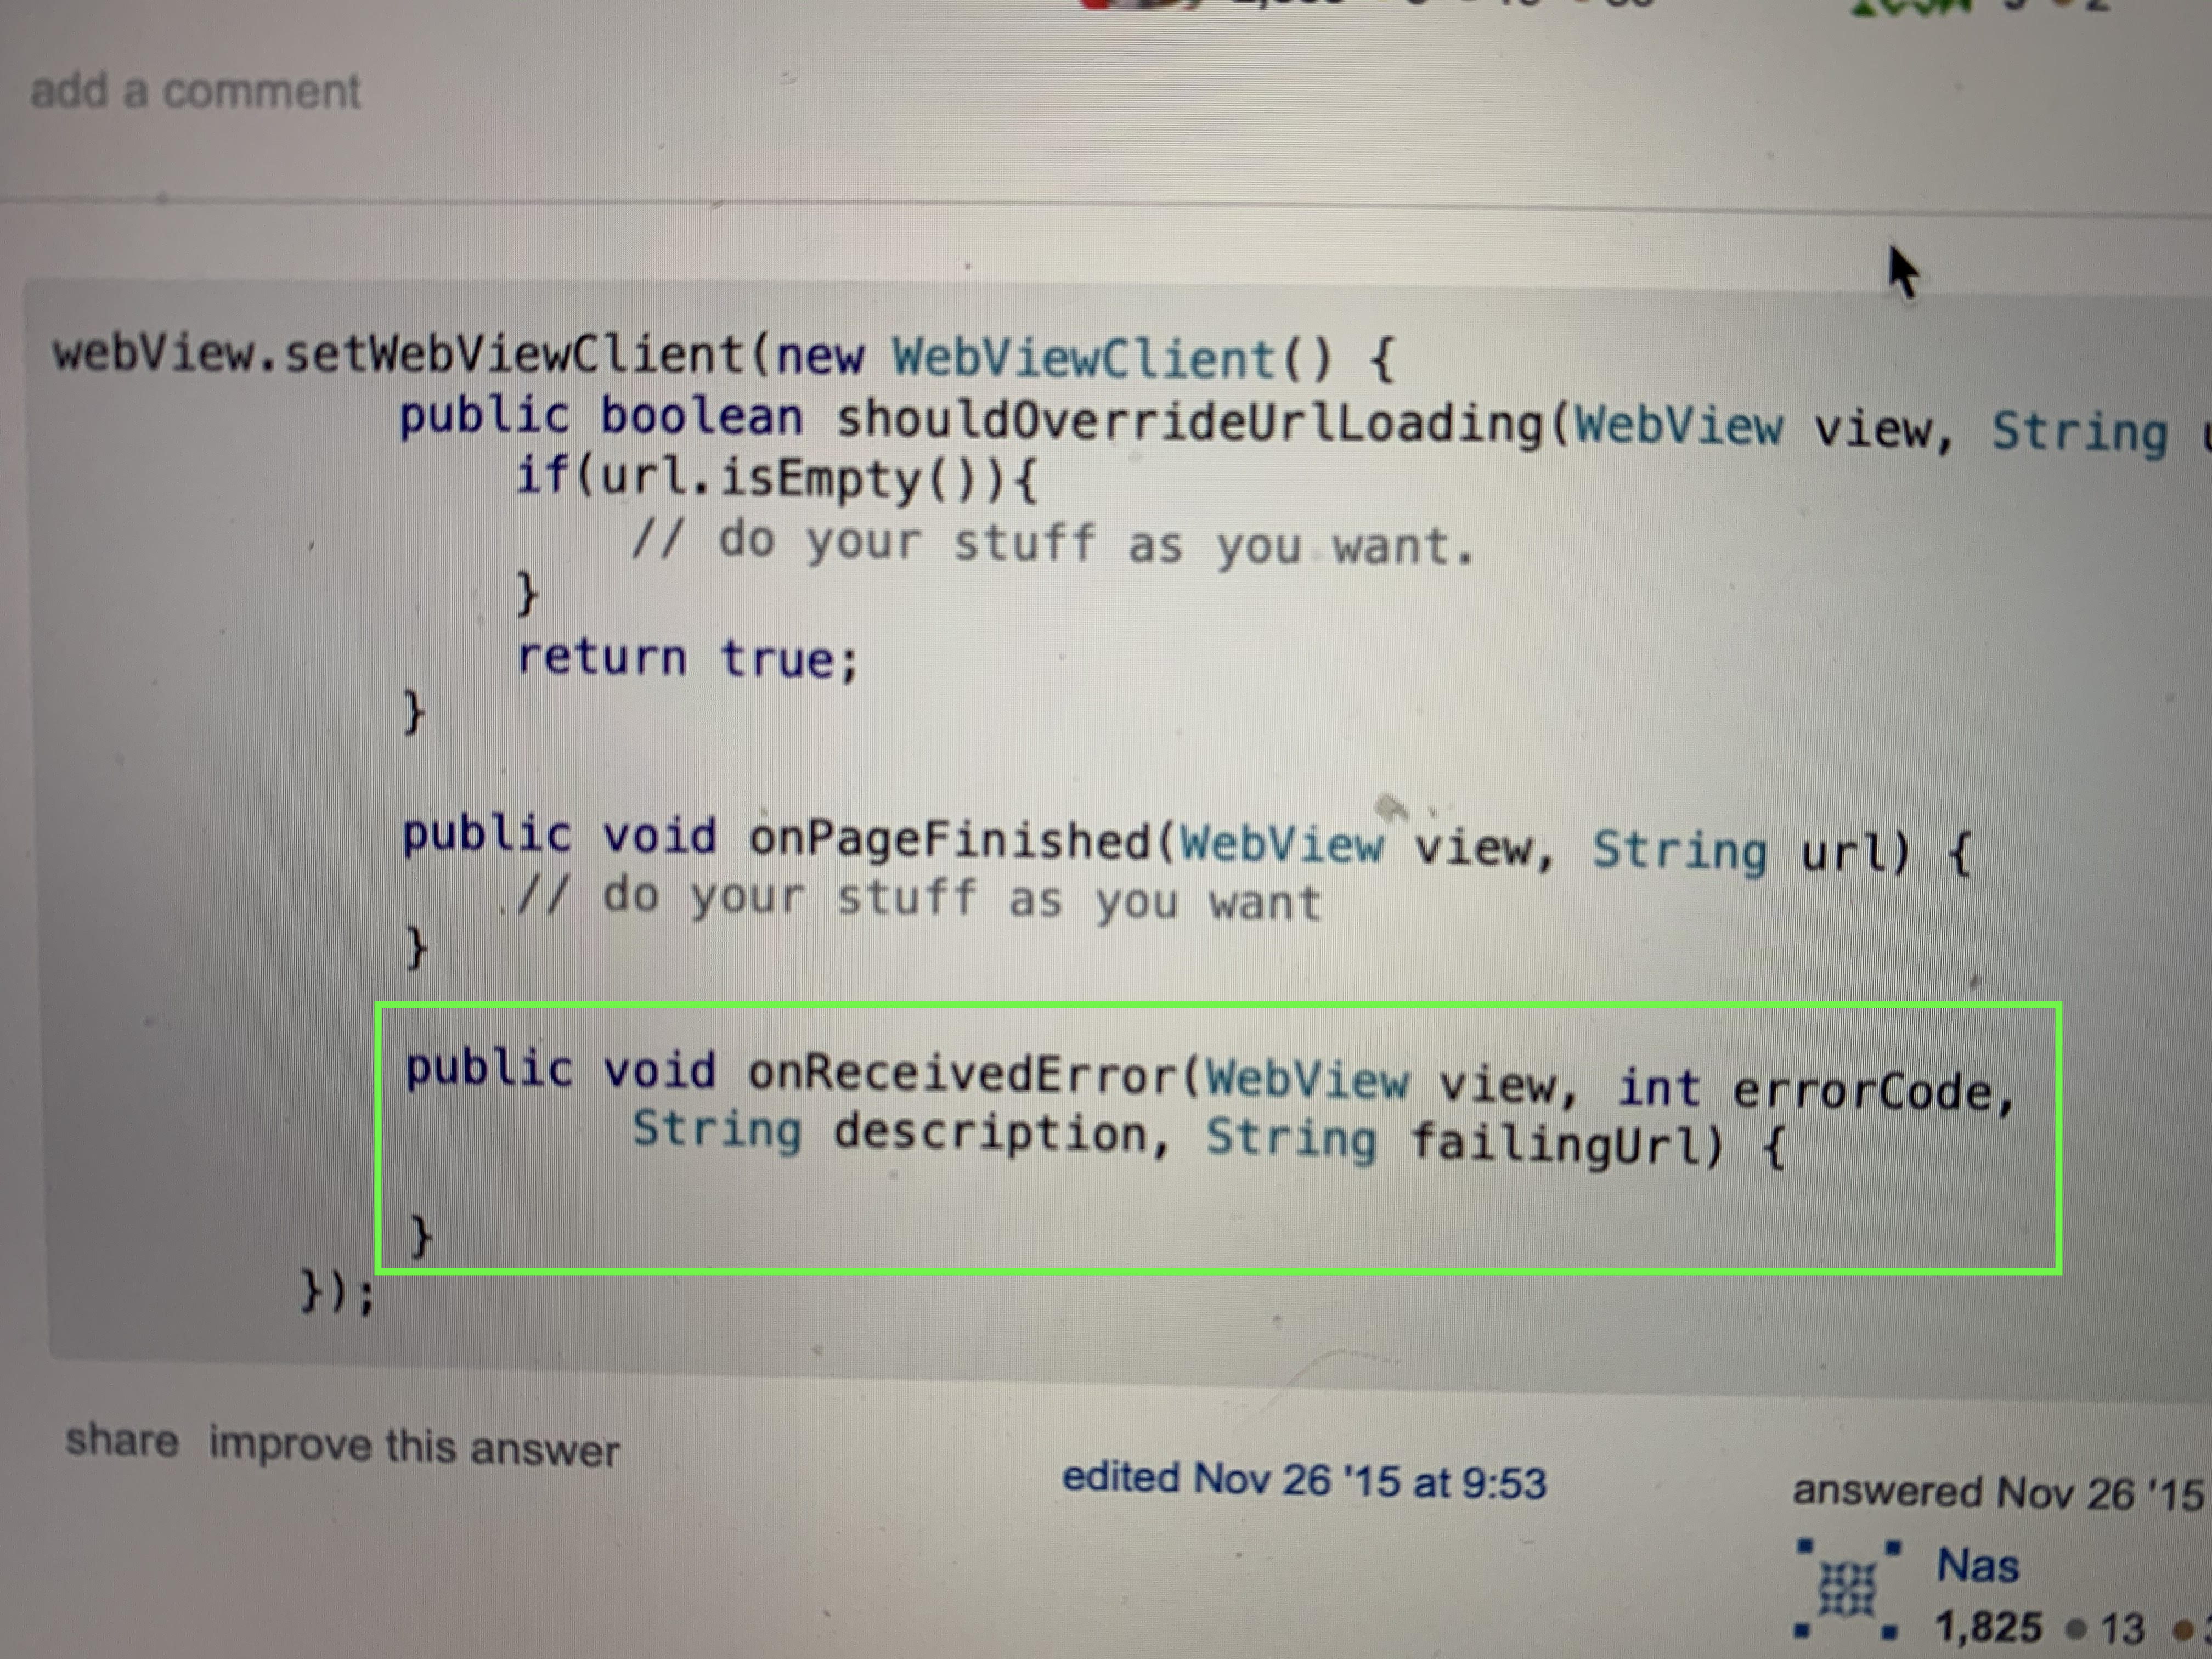 add a comment
webView.setWebViewClient(new WebViewClient() {
public boolean shouldOverrideUrlLoading(WebView view, String
if(url.isEmpty()){
// do your stuff as you want.
}
return true;
}
public void onPageFinished(WebView view, String url) {
// do your stuff as you want
}
public void onReceivedError(WebView view, int errorCode,
String description, String failingUrl) {
}
});
share improve this answer
edited Nov 26 '15 at 9:53
answered Nov 26 '15
Nas
1,825 ● 13 ●